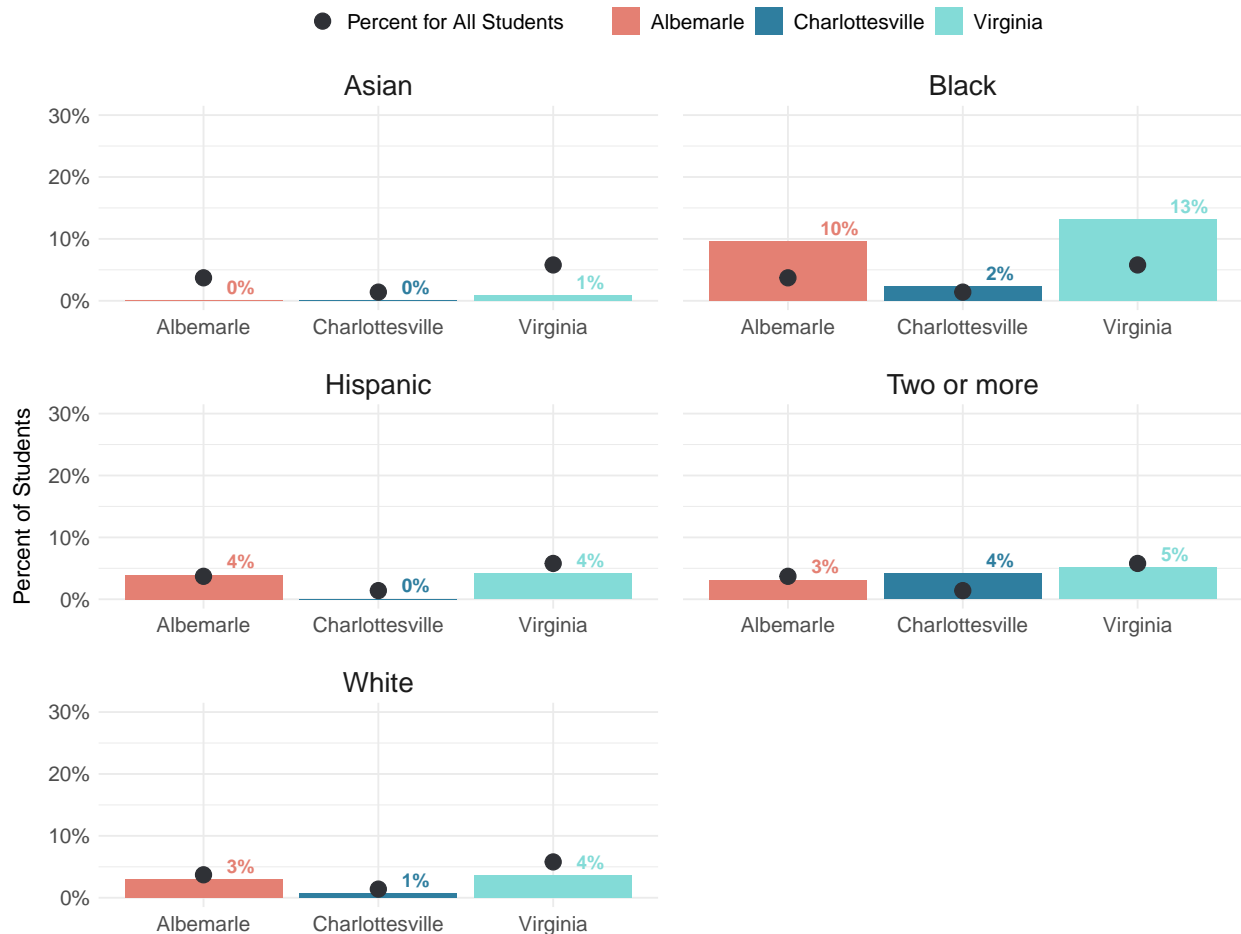 Percent for All Students Albemarle Charlottesville Virginia
Asian Black
30%
20%
10%
0%
0% 0% 1%
10% 2% 13%
Albemarle Charlottesville Virginia Albemarle Charlottesville Virginia
Hispanic Two or more
Percent of Students
30%
20%
10%
0%
4% 0% 4%
3% 4% 5%
Albemarle Charlottesville Virginia Albemarle Charlottesville Virginia
White
30%
20%
10%
0%
3% 1% 4%
Albemarle Charlottesville Virginia